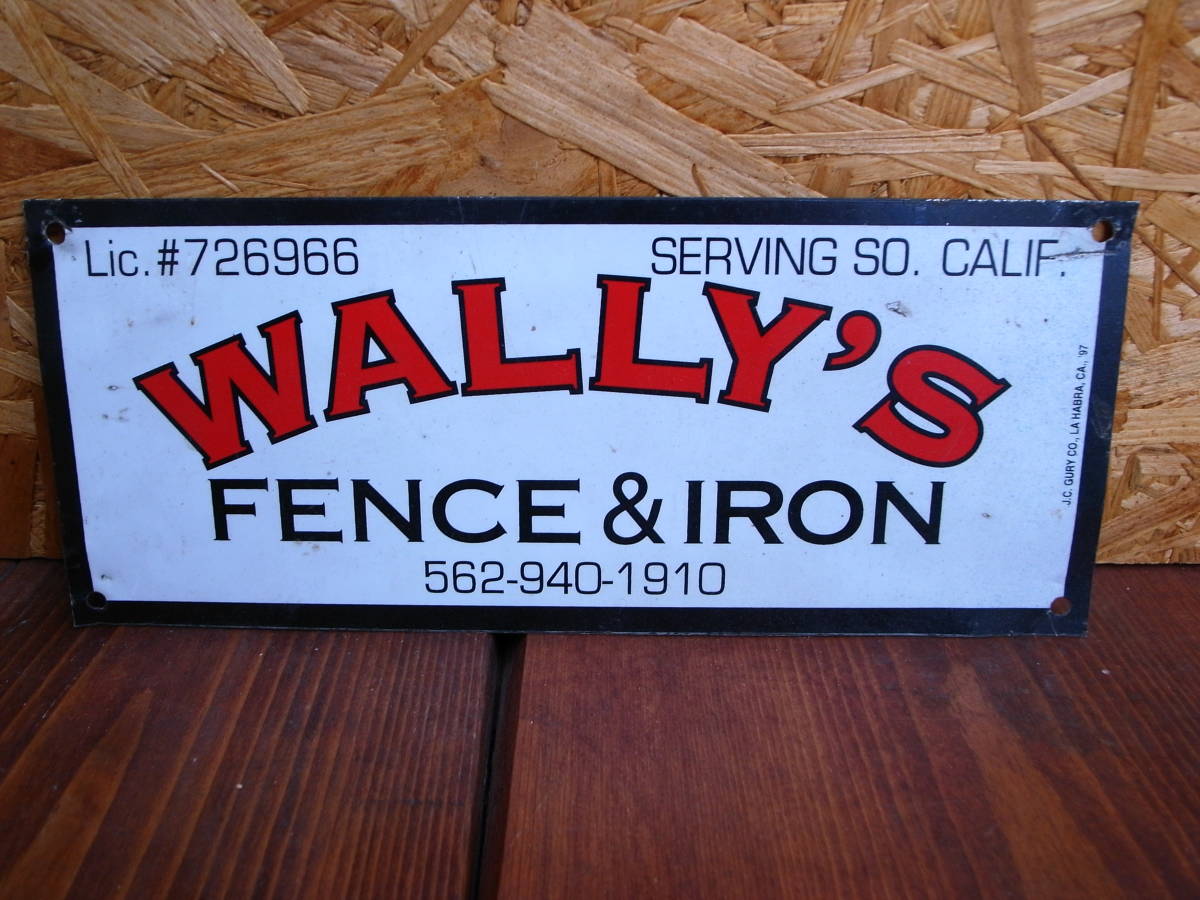 Lic. #726966 SERVING SO. CALIF.
WALLY'S
FENCE & IRON
562-940-1910
J.C. GURY CO., LA HABRA, CA., '97